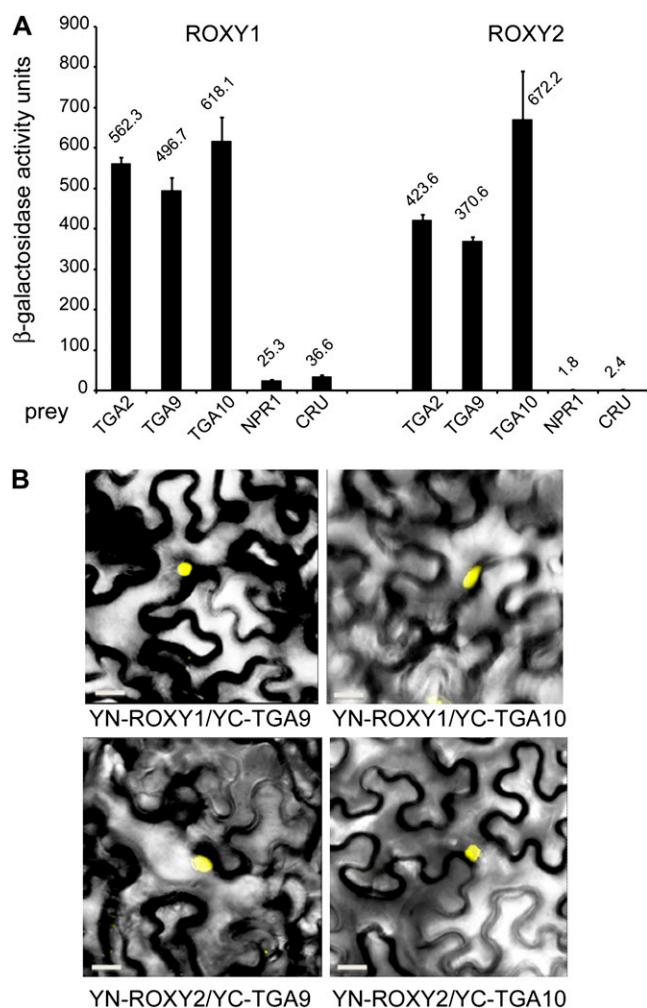 A
ROXY1
ROXY2
β-galactosidase activity units
900
800
700
600
500
400
300
200
100
0
562.3
496.7
618.1
25.3
36.6
423.6
370.6
672.2
1.8
2.4
prey
TGA2
TGA9
TGA10
NPR1
CRU
TGA2
TGA9
TGA10
NPR1
CRU
B
YN-ROXY1/YC-TGA9
YN-ROXY1/YC-TGA10
YN-ROXY2/YC-TGA9
YN-ROXY2/YC-TGA10